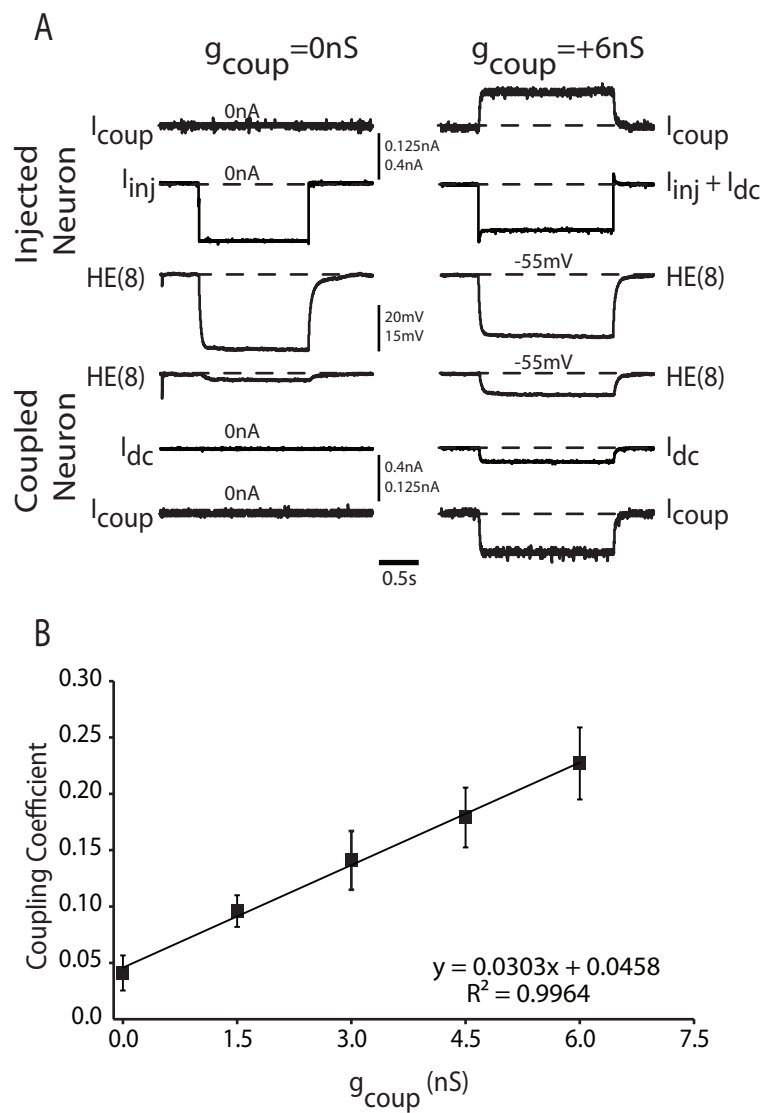 A
g_coup=0nS
g_coup=+6nS
Injected
Neuron
Coupled
Neuron
I_coup
0nA
0.125nA
0.4nA
I_coup
I_inj
0nA
I_inj + I_dc
HE(8)
-55mV
HE(8)
20mV
15mV
HE(8)
-55mV
HE(8)
I_dc
0nA
I_dc
0.4nA
0.125nA
I_coup
0nA
I_coup
0.5s
B
Coupling Coefficient
0.30
0.25
0.20
0.15
0.10
0.05
0.0
y = 0.0303x + 0.0458
R² = 0.9964
0.0 1.5 3.0 4.5 6.0 7.5
g_coup (nS)